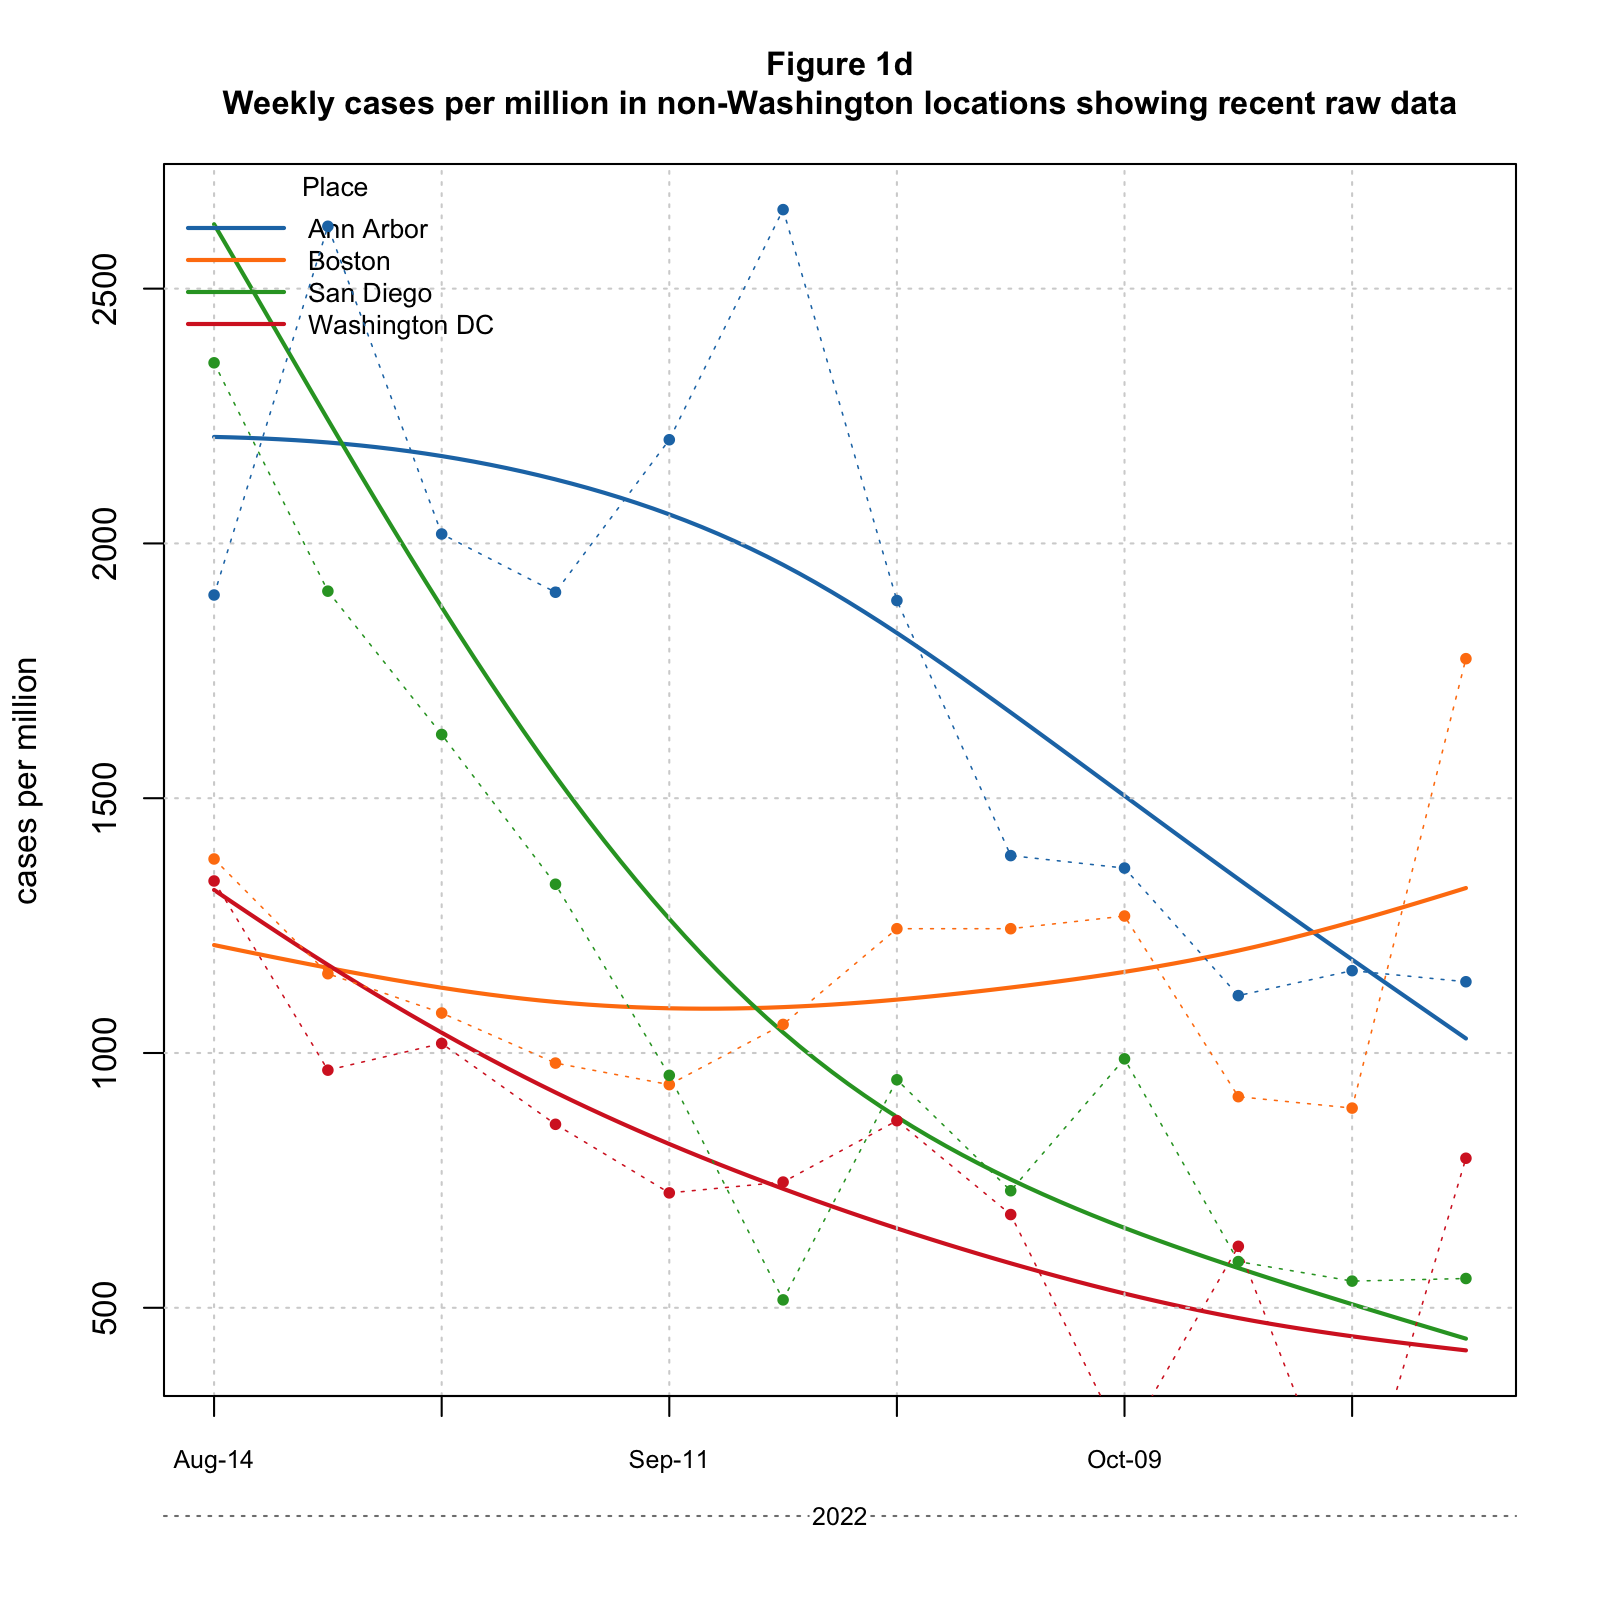 Figure 1d
Weekly cases per million in non-Washington locations showing recent raw data
Place
Ann Arbor
Boston
San Diego
Washington DC
2500
2000
1500
1000
500
cases per million
Aug-14
Sep-11
Oct-09
2022